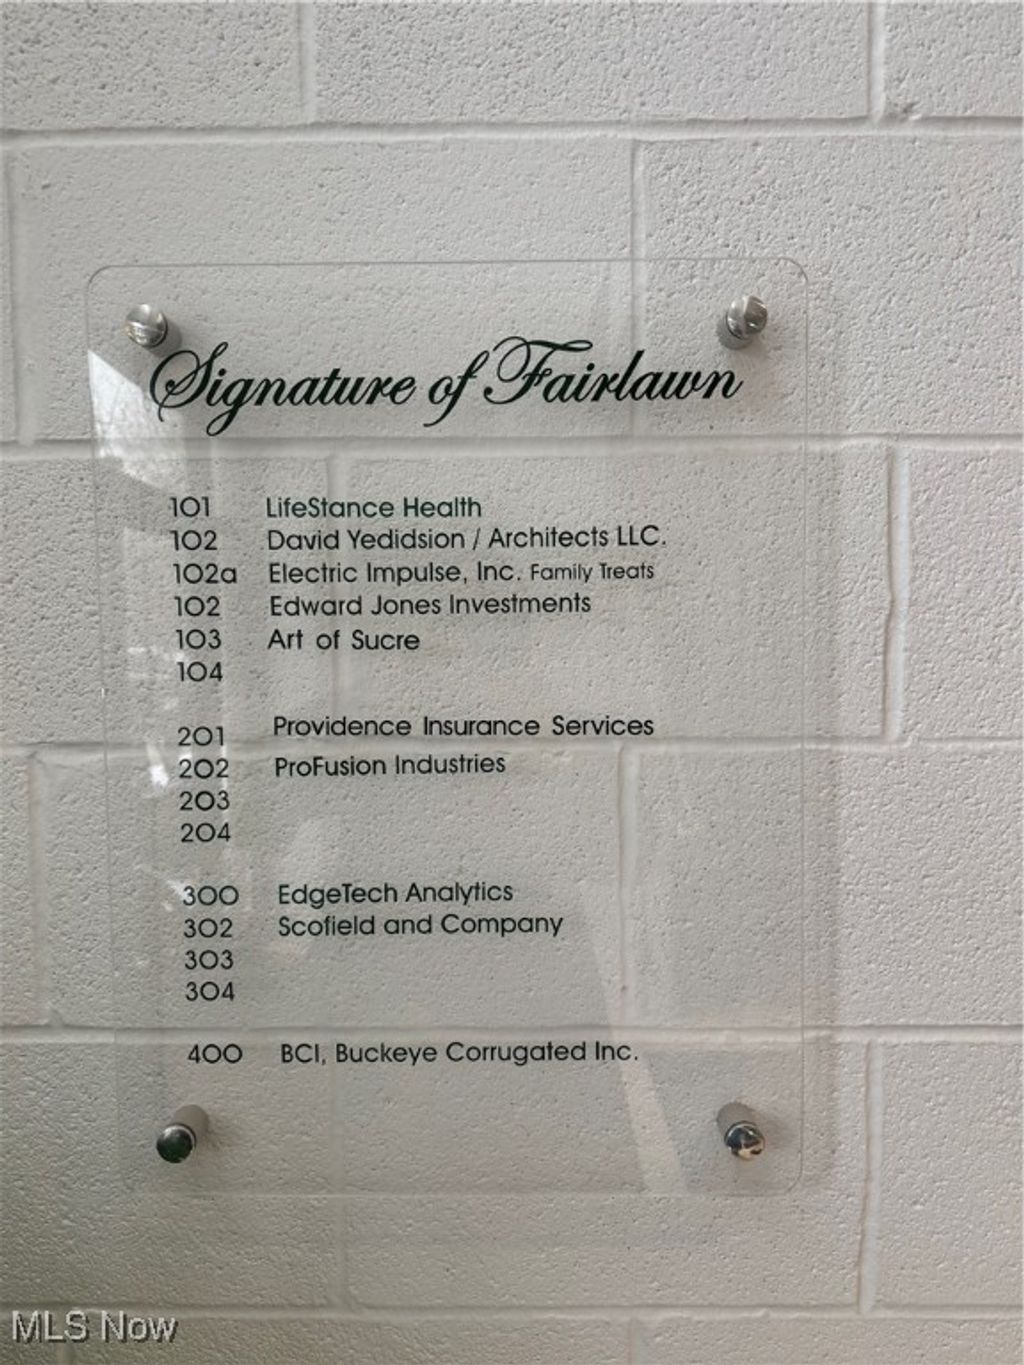 Signature of Fairlawn
101 LifeStance Health
102 David Yedidsion / Architects LLC.
102a Electric Impulse, Inc. Family Treats
102 Edward Jones Investments
103 Art of Sucre
104
201 Providence Insurance Services
202 ProFusion Industries
203
204
300 EdgeTech Analytics
302 Scofield and Company
303
304
400 BCI, Buckeye Corrugated Inc.
MLS Now